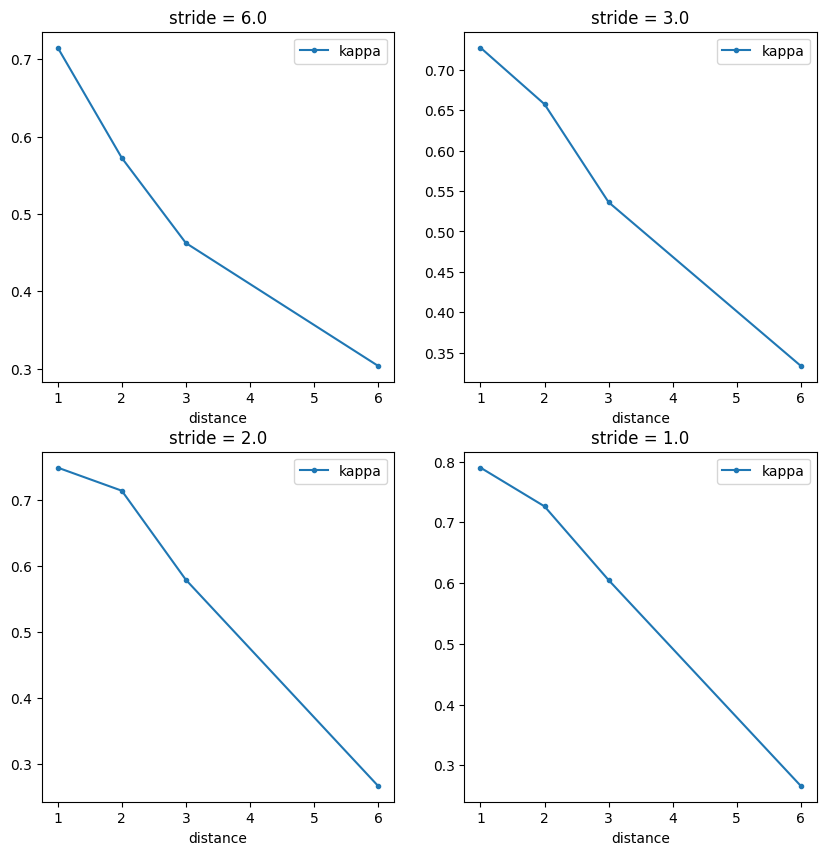 stride = 6.0
kappa
0.7
0.6
0.5
0.4
0.3
1 2 3 4 5 6
distance
stride = 3.0
kappa
0.70
0.65
0.60
0.55
0.50
0.45
0.40
0.35
1 2 3 4 5 6
distance
stride = 2.0
kappa
0.7
0.6
0.5
0.4
0.3
1 2 3 4 5 6
distance
stride = 1.0
kappa
0.8
0.7
0.6
0.5
0.4
0.3
1 2 3 4 5 6
distance